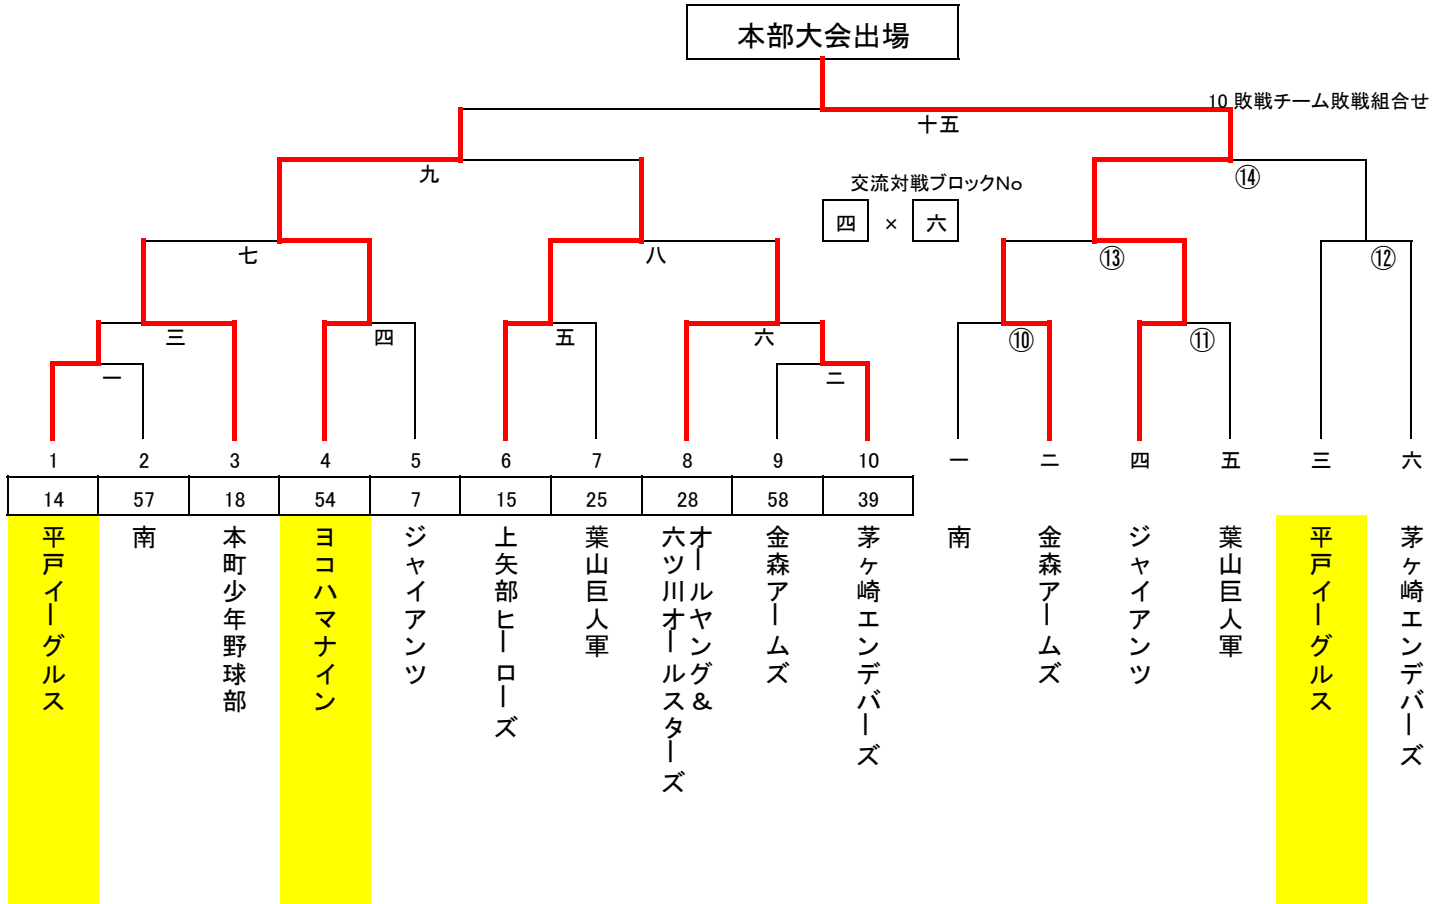 本部大会出場
10 敗戦チーム敗戦組合せ
十五
九
交流対戦ブロックNo
⑭
四 × 六
七
八
⑬
⑫
三
四
五
六
⑩
⑪
一
二
1 2 3 4 5 6 7 8 9 10 一 二 四 五 三 六
14 57 18 54 7 15 25 28 58 39
平戸イーグルス
南
本町少年野球部
ヨコハマナイン
ジャイアンツ
上矢部ヒーローズ
葉山巨人軍
オールヤング&
六ツ川オールスターズ
金森アームズ
茅ヶ崎エンデバーズ
南
金森アームズ
ジャイアンツ
葉山巨人軍
平戸イーグルス
茅ヶ崎エンデバーズ